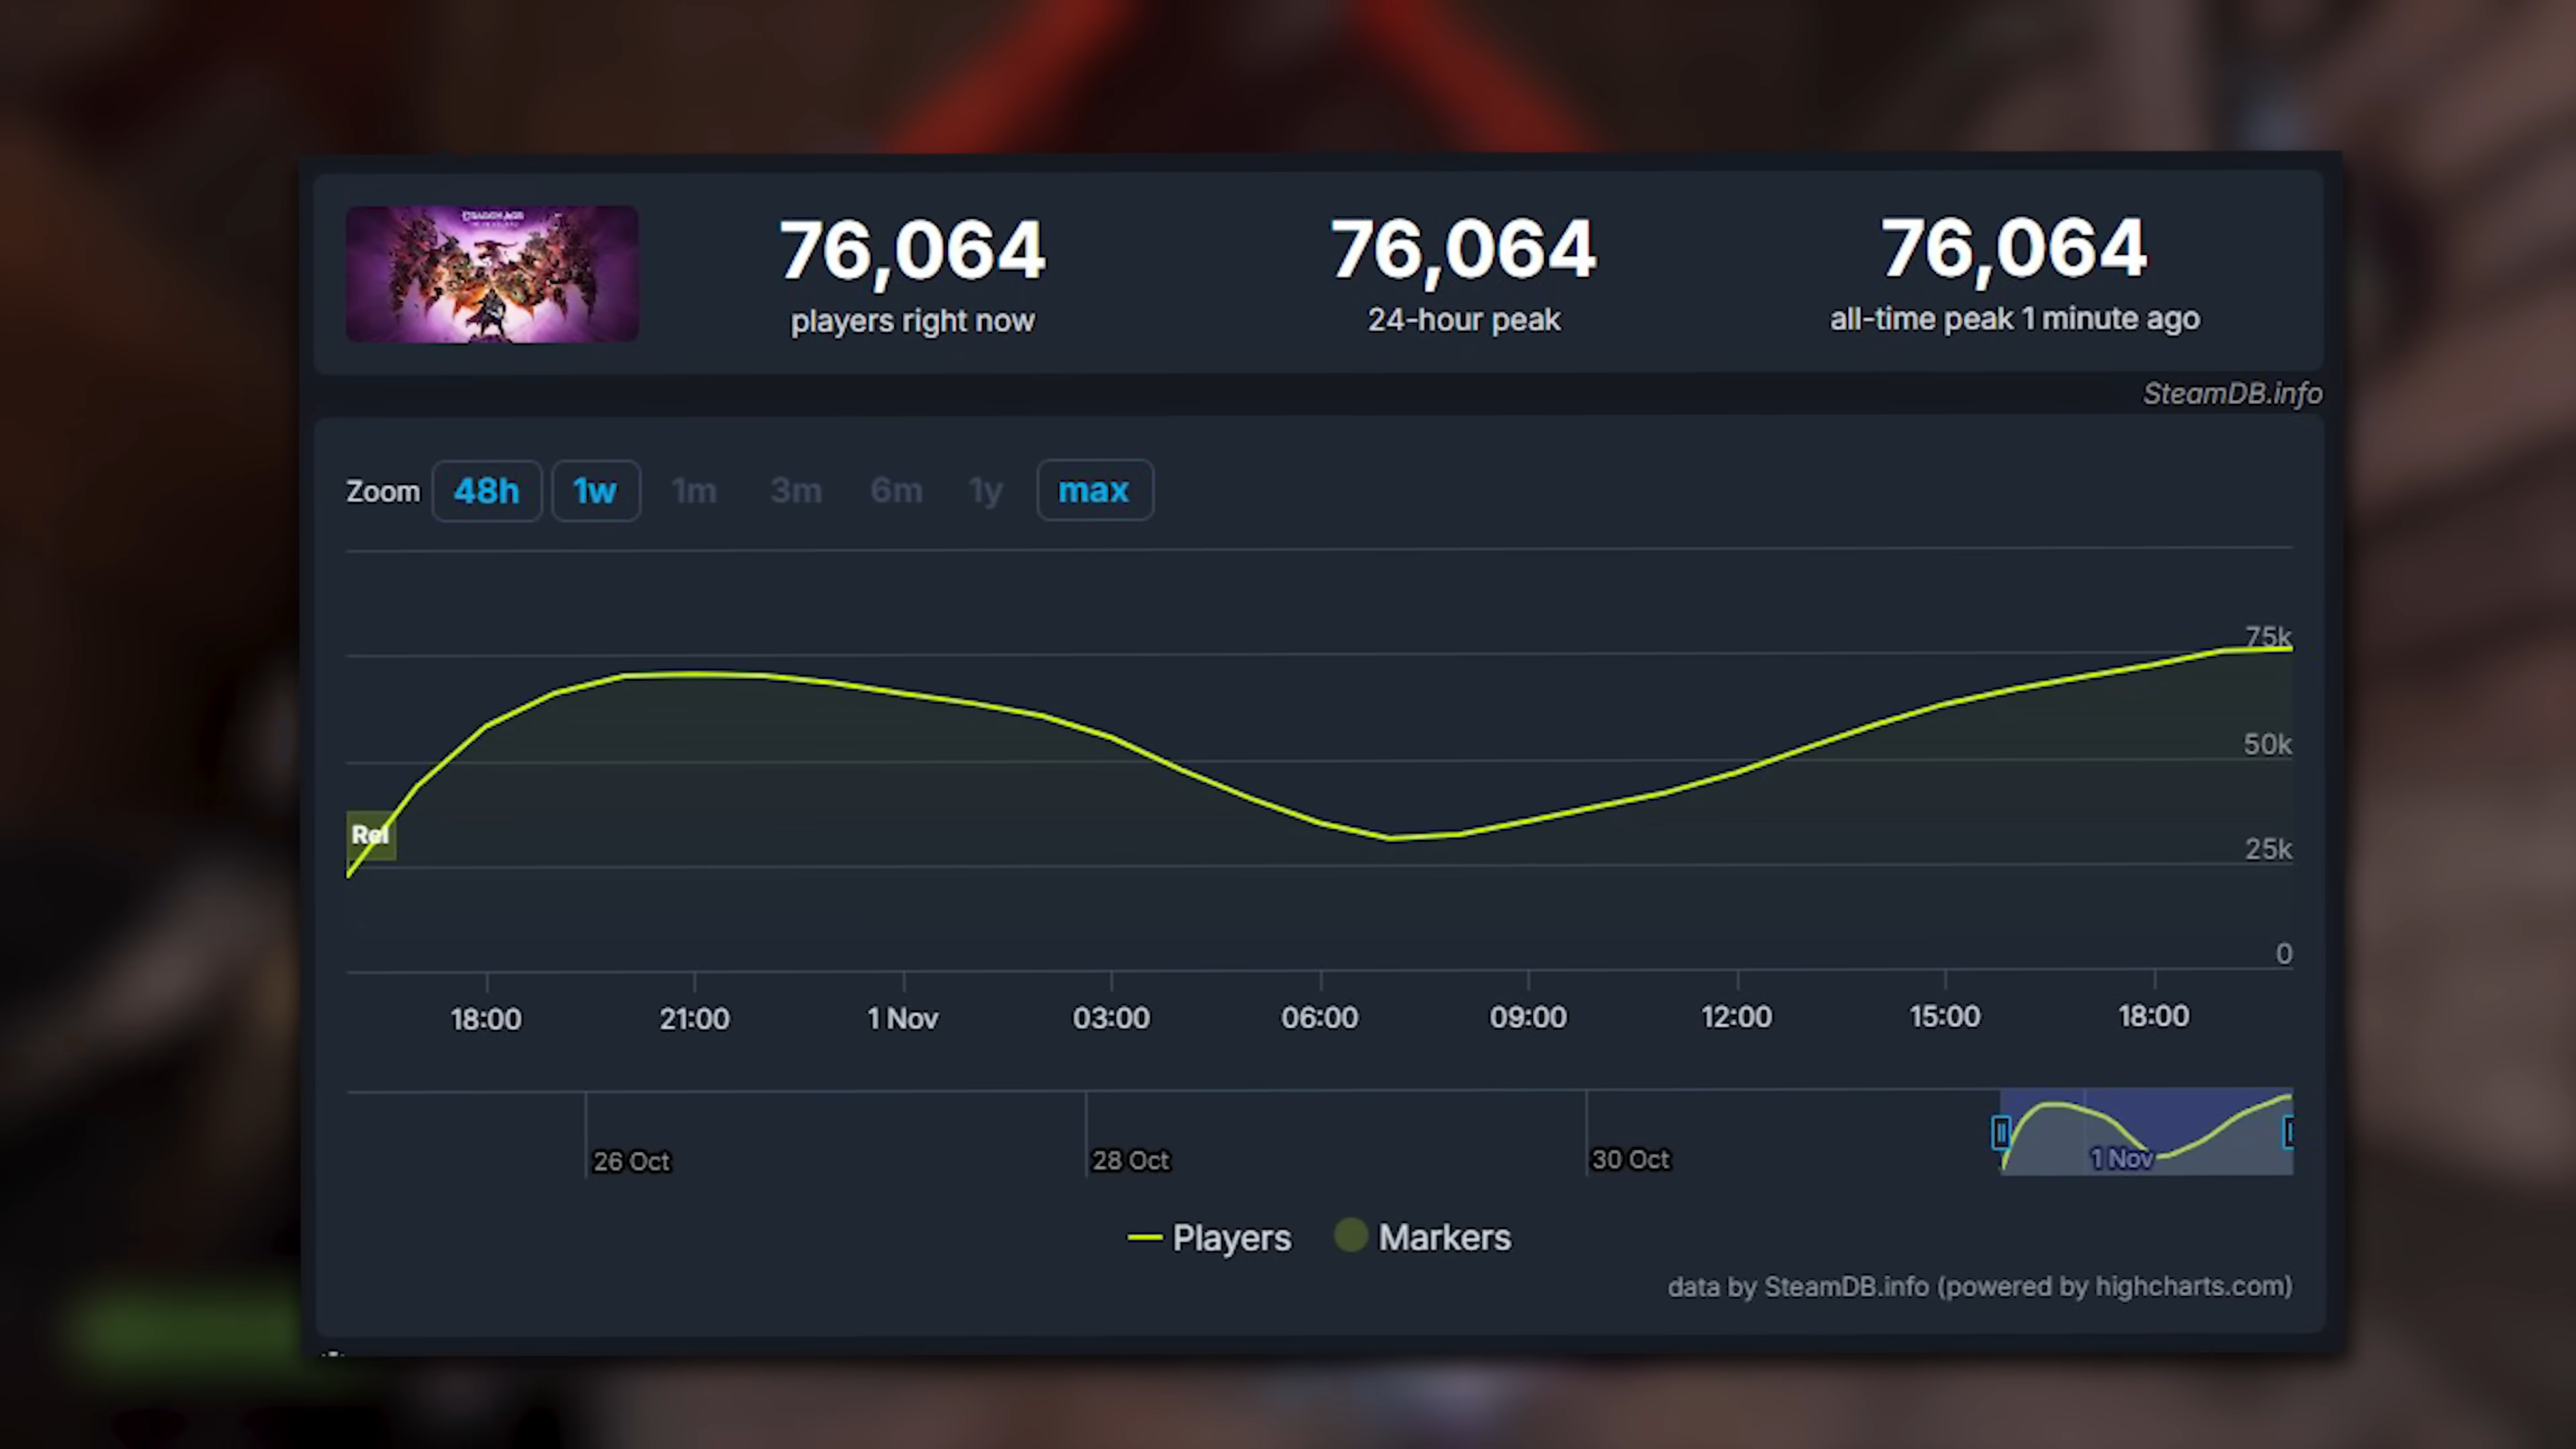 DRAGON AGE
76,064
players right now
76,064
24-hour peak
76,064
all-time peak 1 minute ago
SteamDB.info
Zoom 48h 1w 1m 3m 6m 1y max
75k
50k
25k
0
Rel
18:00 21:00 1 Nov 03:00 06:00 09:00 12:00 15:00 18:00
26 Oct 28 Oct 30 Oct 1 Nov
Players Markers
data by SteamDB.info (powered by highcharts.com)